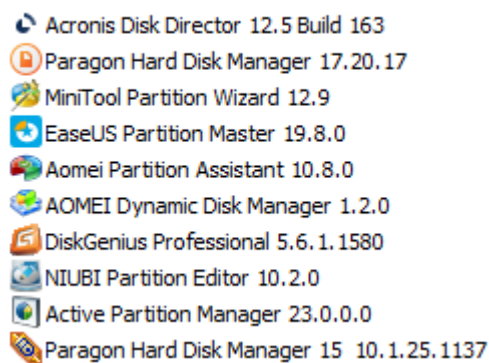 Acronis Disk Director 12.5 Build 163
Paragon Hard Disk Manager 17.20.17
MiniTool Partition Wizard 12.9
EaseUS Partition Master 19.8.0
Aomei Partition Assistant 10.8.0
AOMEI Dynamic Disk Manager 1.2.0
DiskGenius Professional 5.6.1.1580
NIUBI Partition Editor 10.2.0
Active Partition Manager 23.0.0.0
Paragon Hard Disk Manager 15  10.1.25.1137